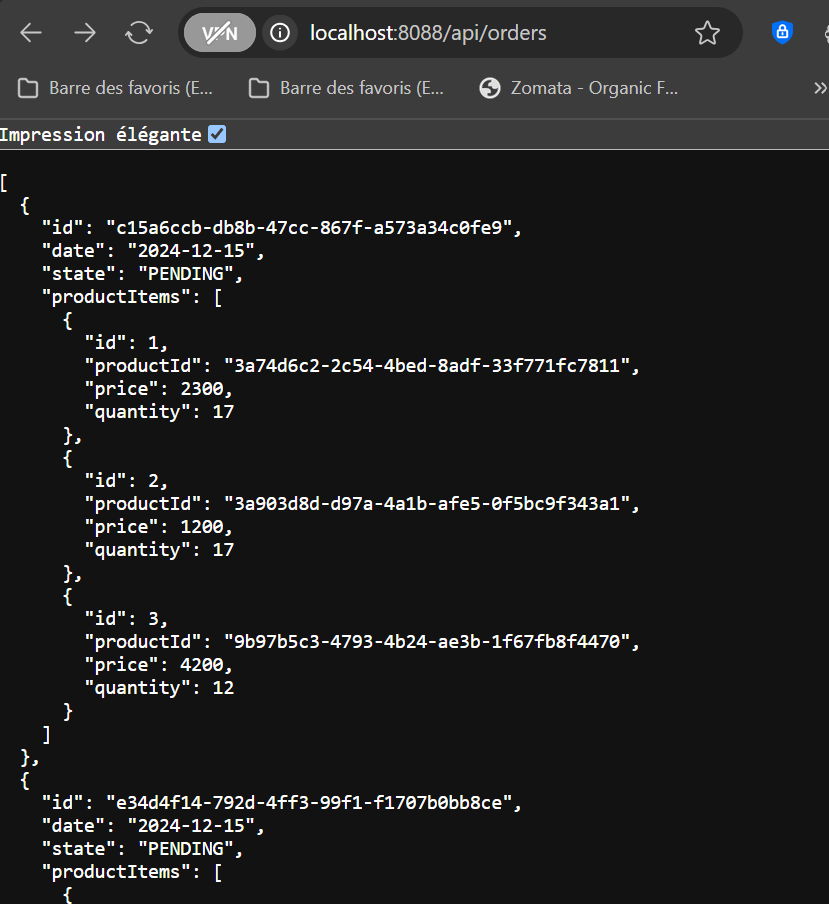 VPN localhost:8088/api/orders
Barre des favoris (E... Barre des favoris (E... Zomata - Organic F... »
Impression élégante
[
  {
    "id": "c15a6ccb-db8b-47cc-867f-a573a34c0fe9",
    "date": "2024-12-15",
    "state": "PENDING",
    "productItems": [
      {
        "id": 1,
        "productId": "3a74d6c2-2c54-4bed-8adf-33f771fc7811",
        "price": 2300,
        "quantity": 17
      },
      {
        "id": 2,
        "productId": "3a903d8d-d97a-4a1b-afe5-0f5bc9f343a1",
        "price": 1200,
        "quantity": 17
      },
      {
        "id": 3,
        "productId": "9b97b5c3-4793-4b24-ae3b-1f67fb8f4470",
        "price": 4200,
        "quantity": 12
      }
    ]
  },
  {
    "id": "e34d4f14-792d-4ff3-99f1-f1707b0bb8ce",
    "date": "2024-12-15",
    "state": "PENDING",
    "productItems": [
      {